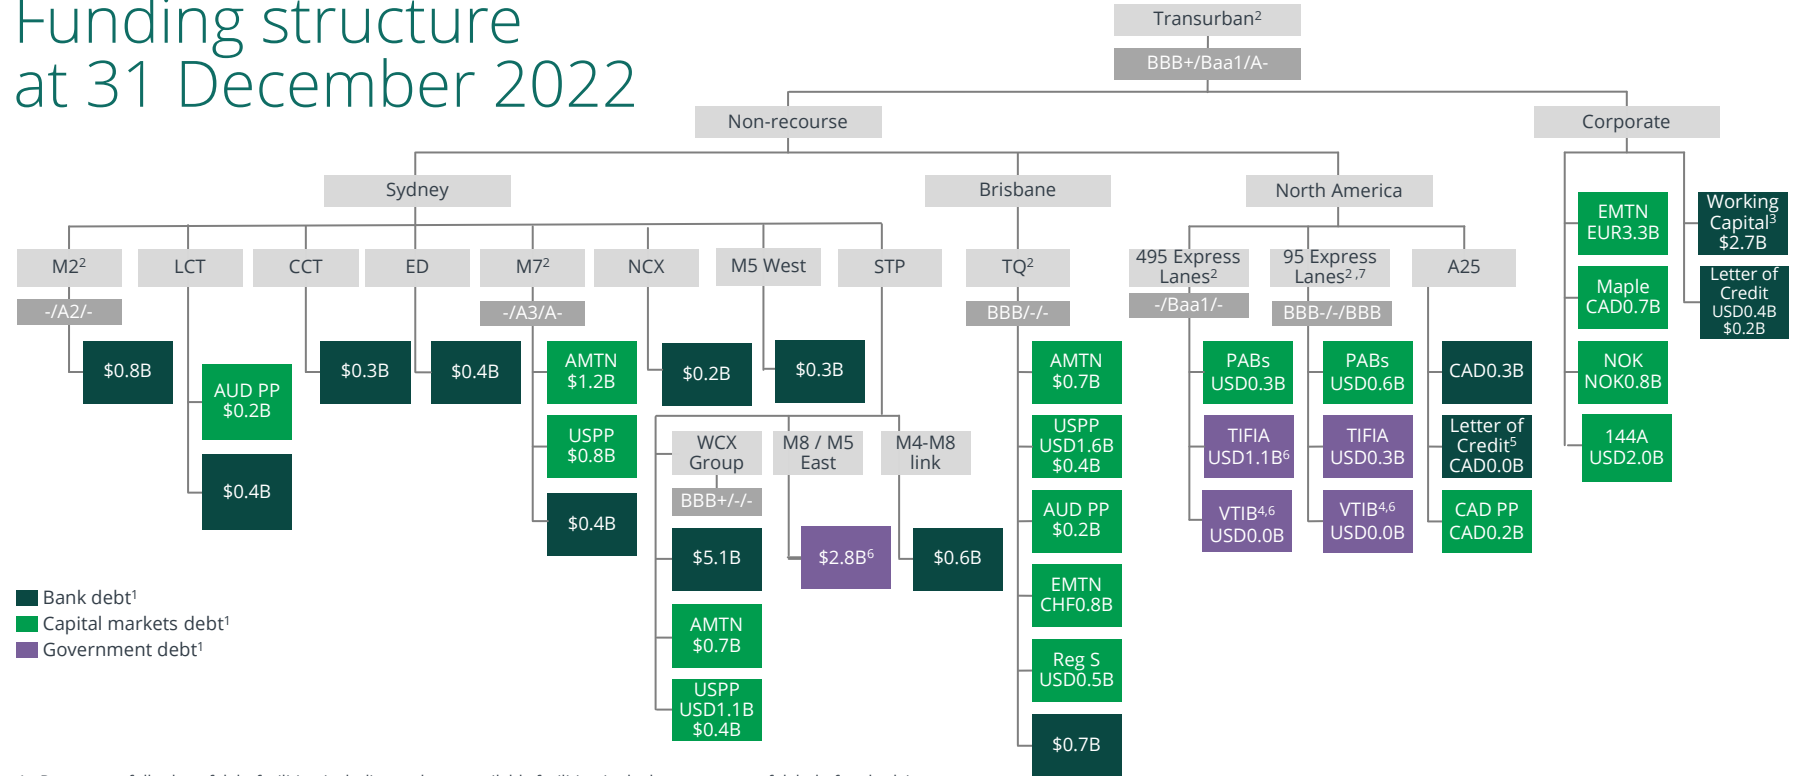 Funding structure
at 31 December 2022
Transurban²
BBB+/Baa1/A-
Non-recourse
Corporate
Sydney
Brisbane
North America
M2²
-/A2/-
$0.8B
LCT
AUD PP
$0.2B
$0.4B
CCT
$0.3B
ED
$0.4B
M7²
-/A3/A-
AMTN
$1.2B
USPP
$0.8B
$0.4B
NCX
$0.2B
M5 West
$0.3B
STP
WCX
Group
BBB+/-/-
$5.1B
AMTN
$0.7B
USPP
USD1.1B
$0.4B
M8 / M5
East
$2.8B⁶
M4-M8
link
$0.6B
TQ²
BBB/-/-
AMTN
$0.7B
USPP
USD1.6B
$0.4B
AUD PP
$0.2B
EMTN
CHF0.8B
Reg S
USD0.5B
$0.7B
495 Express
Lanes²
-/Baa1/-
PABs
USD0.3B
TIFIA
USD1.1B⁶
VTIB⁴,⁶
USD0.0B
95 Express
Lanes²,⁷
BBB-/-/BBB
PABs
USD0.6B
TIFIA
USD0.3B
VTIB⁴,⁶
USD0.0B
A25
CAD0.3B
Letter of
Credit⁵
CAD0.0B
CAD PP
CAD0.2B
EMTN
EUR3.3B
Maple
CAD0.7B
NOK
NOK0.8B
144A
USD2.0B
Working
Capital³
$2.7B
Letter of
Credit
USD0.4B
$0.2B
Bank debt¹
Capital markets debt¹
Government debt¹